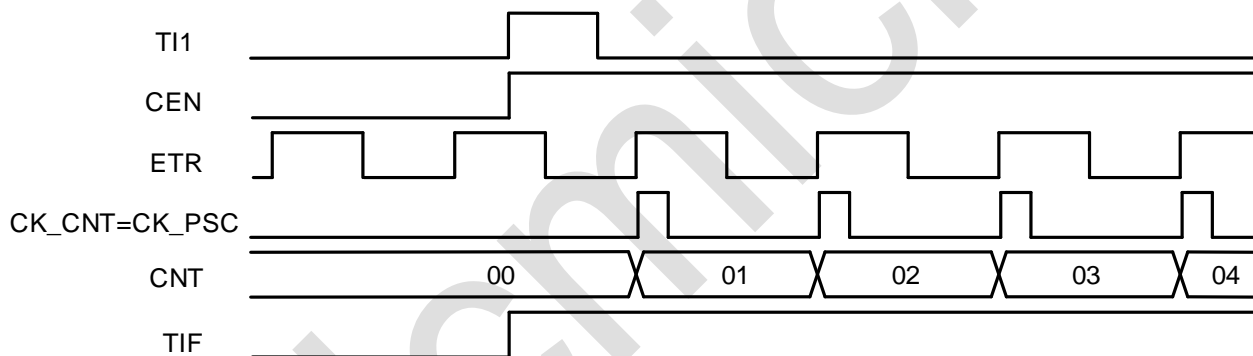 TI1
CEN
ETR
CK_CNT=CK_PSC
CNT 00 01 02 03 04
TIF